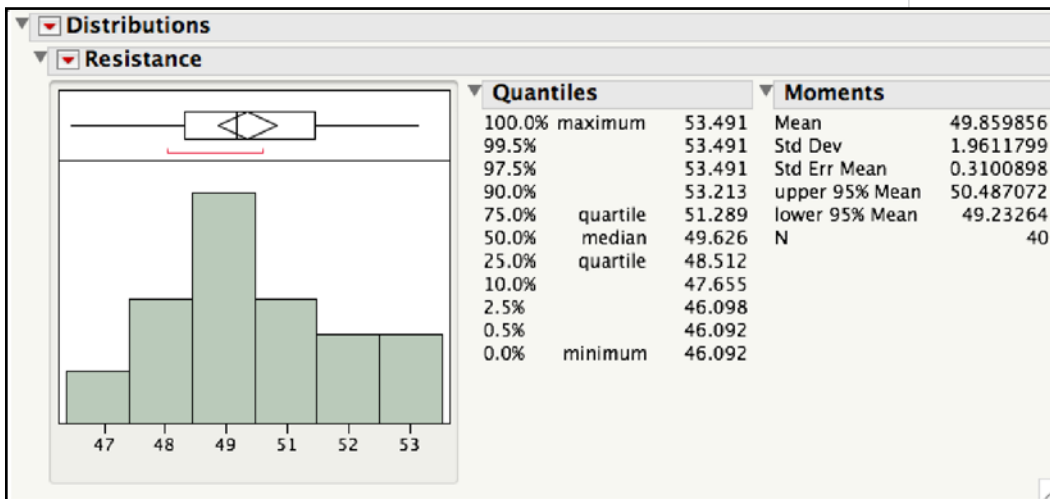 Distributions
Resistance
Quantiles
100.0% maximum 53.491
99.5% 53.491
97.5% 53.491
90.0% 53.213
75.0% quartile 51.289
50.0% median 49.626
25.0% quartile 48.512
10.0% 47.655
2.5% 46.098
0.5% 46.092
0.0% minimum 46.092
Moments
Mean 49.859856
Std Dev 1.9611799
Std Err Mean 0.3100898
upper 95% Mean 50.487072
lower 95% Mean 49.23264
N 40
47 48 49 51 52 53